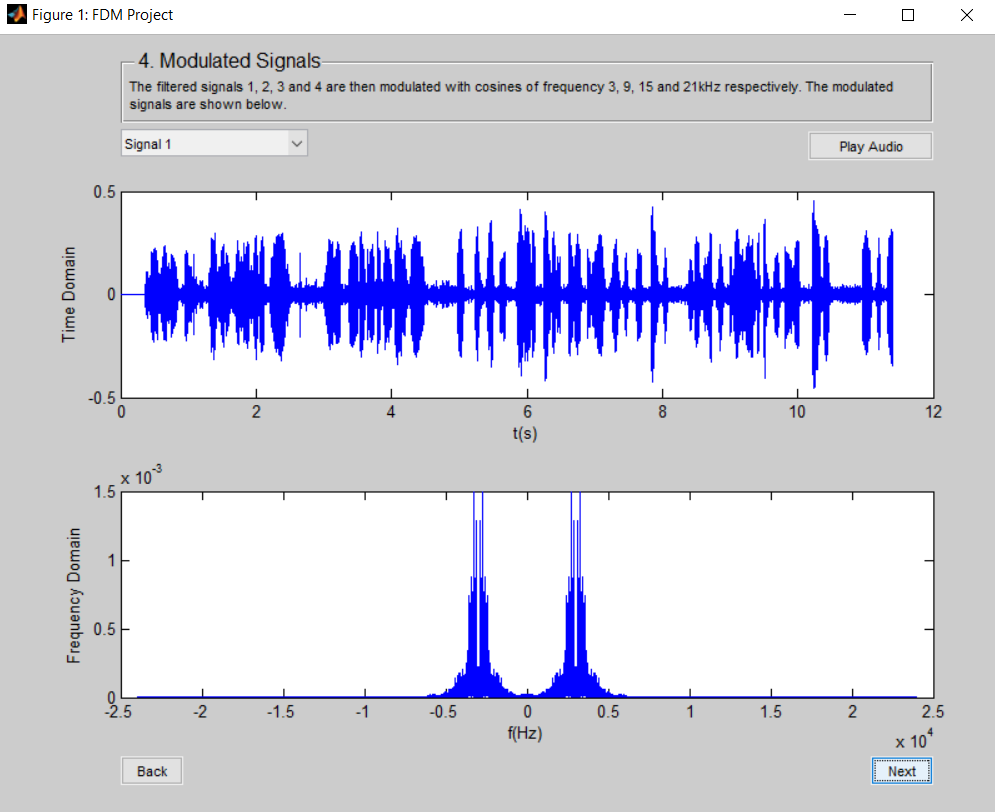 Figure 1: FDM Project
4. Modulated Signals
The filtered signals 1, 2, 3 and 4 are then modulated with cosines of frequency 3, 9, 15 and 21kHz respectively. The modulated
signals are shown below.
Signal 1
Play Audio
0.5
0
-0.5
Time Domain
0 2 4 6 8 10 12
t(s)
x 10^-3
1.5
1
0.5
0
Frequency Domain
-2.5 -2 -1.5 -1 -0.5 0 0.5 1 1.5 2 2.5
f(Hz)
x 10^4
Back
Next